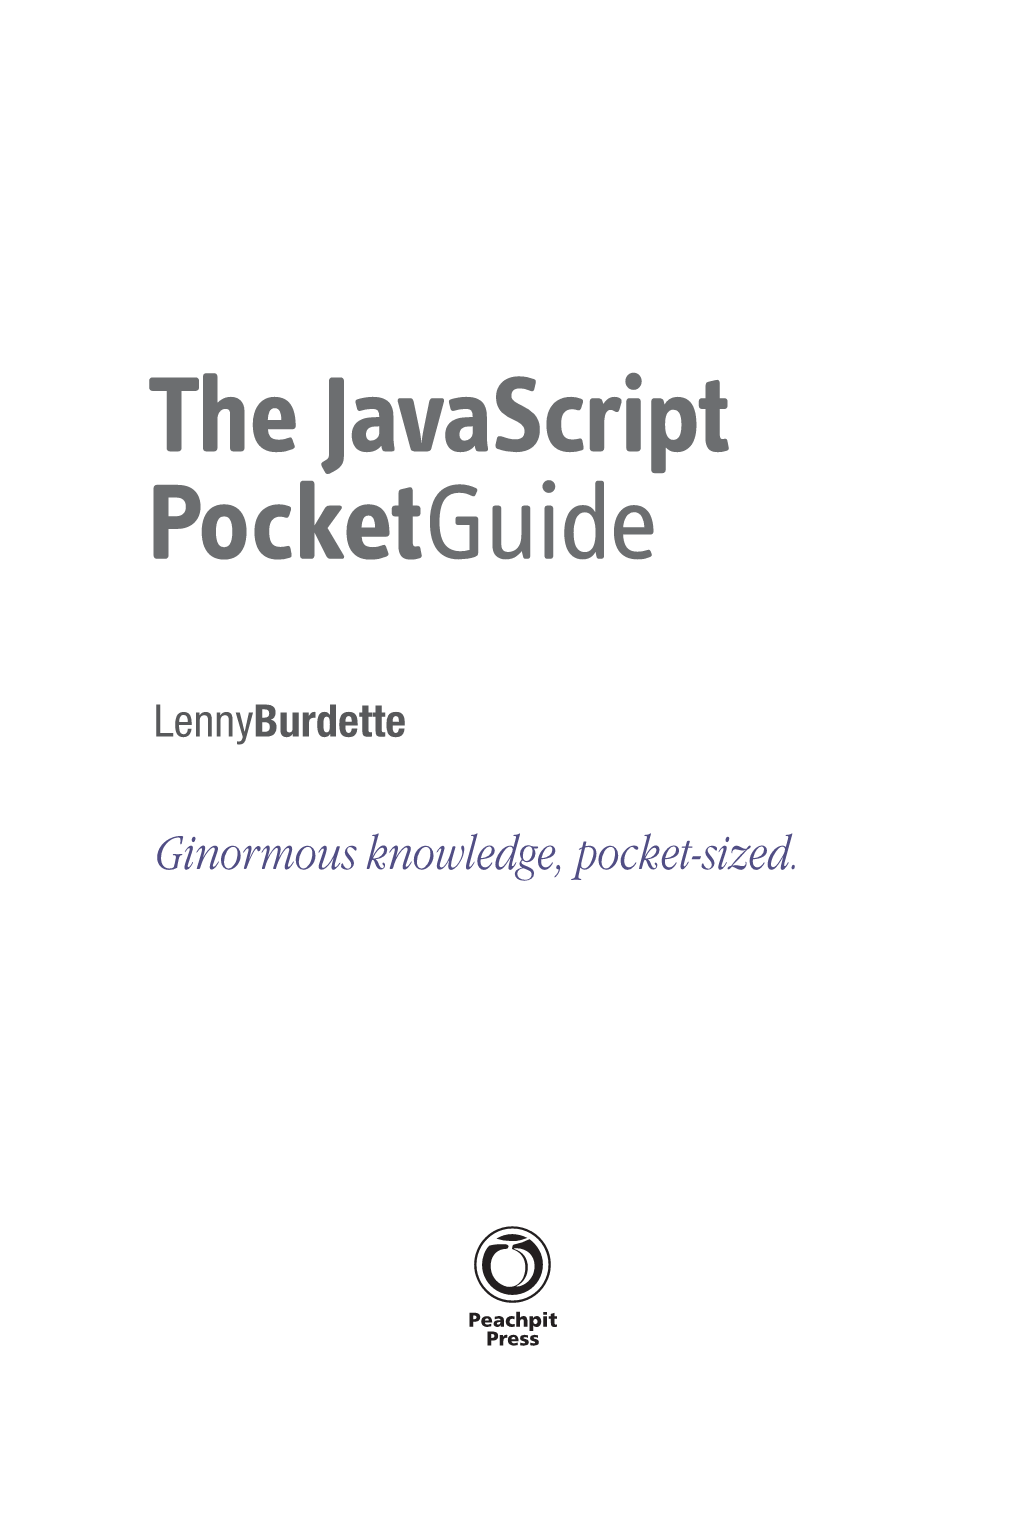 The JavaScript
PocketGuide
LennyBurdette
Ginormous knowledge, pocket-sized.
Peachpit
Press